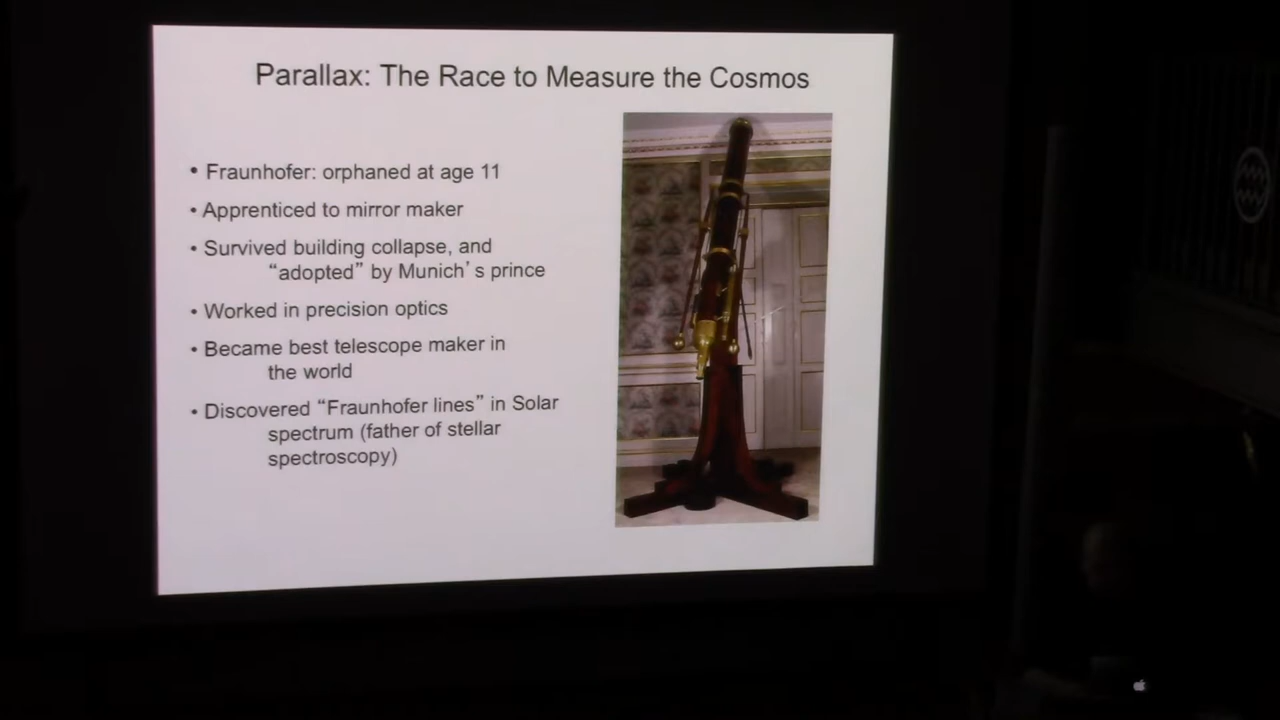 Parallax: The Race to Measure the Cosmos
• Fraunhofer: orphaned at age 11
• Apprenticed to mirror maker
• Survived building collapse, and
“adopted” by Munich’s prince
• Worked in precision optics
• Became best telescope maker in
the world
• Discovered “Fraunhofer lines” in Solar
spectrum (father of stellar
spectroscopy)